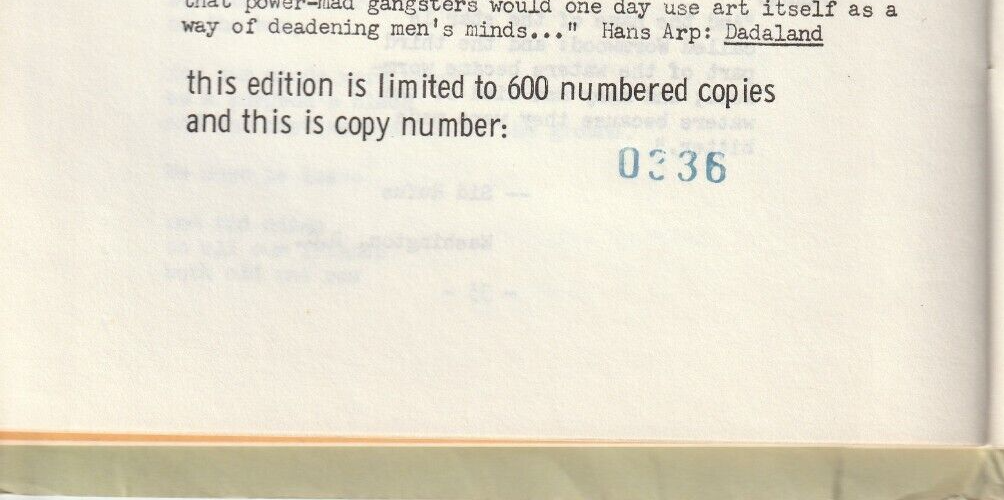 that power-mad gangsters would one day use art itself as a
way of deadening men's minds..." Hans Arp: Dadaland
this edition is limited to 600 numbered copies
and this is copy number:
0336